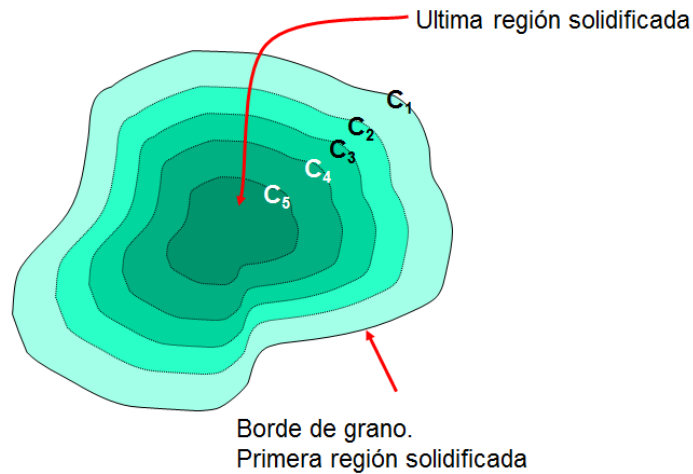 Ultima región solidificada
C₁
C₂
C₃
C₄
C₅
Borde de grano.
Primera región solidificada